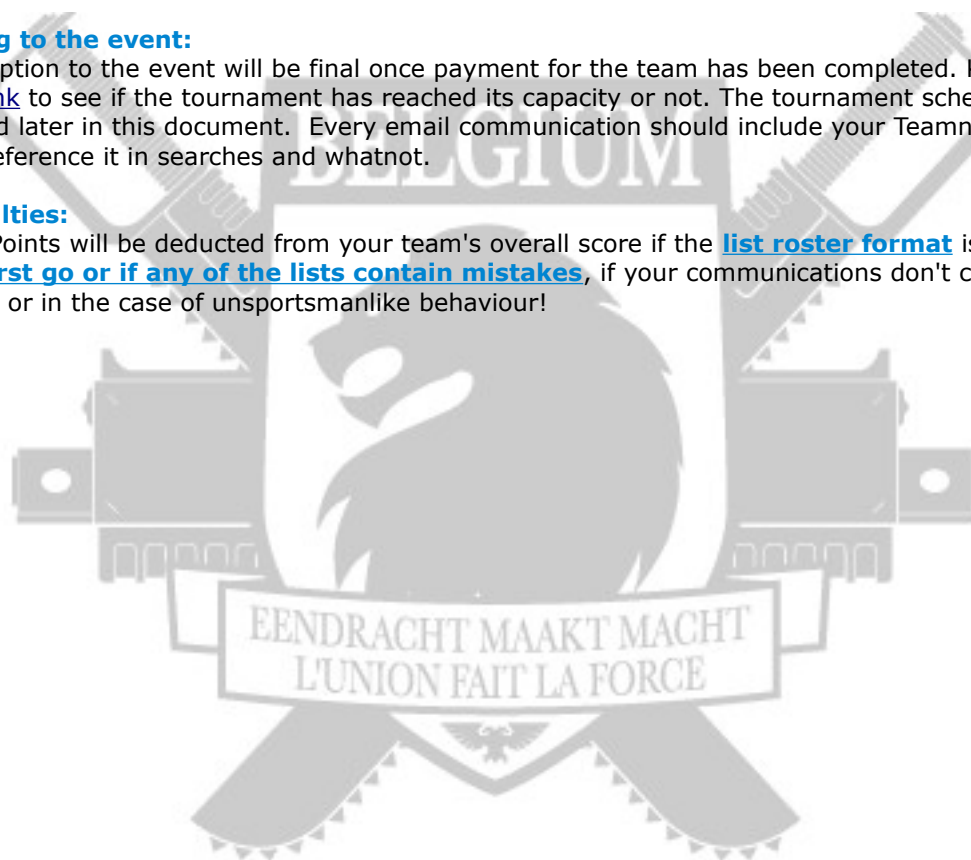 g to the event:
ption to the event will be final once payment for the team has been completed.
nk to see if the tournament has reached its capacity or not. The tournament sche
d later in this document. Every email communication should include your Teamn
eference it in searches and whatnot.
BELGIUM
lties:
Points will be deducted from your team's overall score if the list roster format is
rst go or if any of the lists contain mistakes, if your communications don't c
or in the case of unsportsmanlike behaviour!
EENDRACHT MAAKT MACHT
L'UNION FAIT LA FORCE